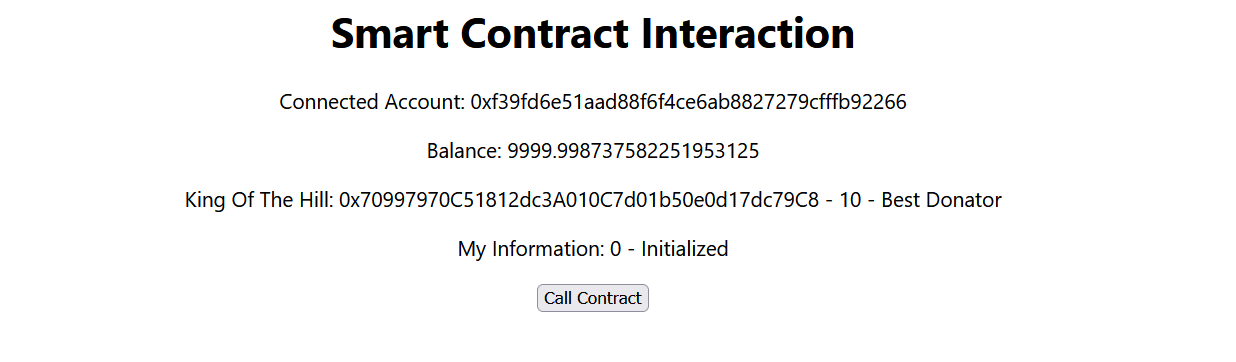 Smart Contract Interaction
Connected Account: 0xf39fd6e51aad88f6f4ce6ab8827279cfffb92266
Balance: 9999.998737582251953125
King Of The Hill: 0x70997970C51812dc3A010C7d01b50e0d17dc79C8 - 10 - Best Donator
My Information: 0 - Initialized
Call Contract